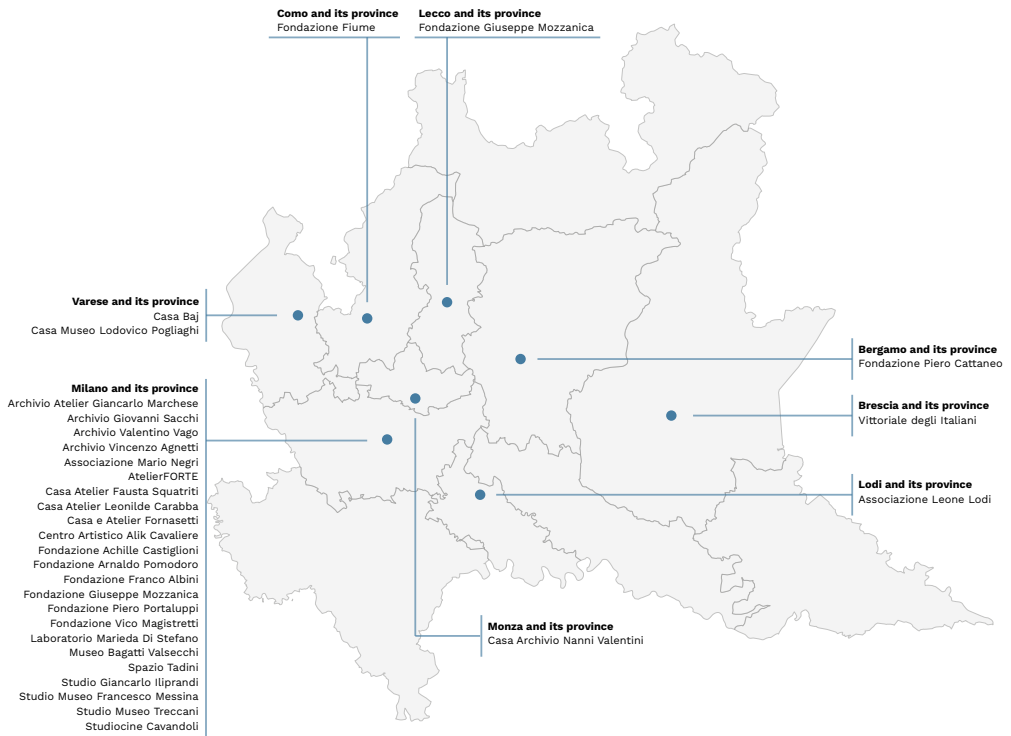 Como and its province
Fondazione Fiume
Lecco and its province
Fondazione Giuseppe Mozzanica
Varese and its province
Casa Baj
Casa Museo Lodovico Pogliaghi
Milano and its province
Archivio Atelier Giancarlo Marchese
Archivio Giovanni Sacchi
Archivio Valentino Vago
Archivio Vincenzo Agnetti
Associazione Mario Negri
AtelierFORTE
Casa Atelier Fausta Squatriti
Casa Atelier Leonilde Carabba
Casa e Atelier Fornasetti
Centro Artistico Alik Cavaliere
Fondazione Achille Castiglioni
Fondazione Arnaldo Pomodoro
Fondazione Franco Albini
Fondazione Giuseppe Mozzanica
Fondazione Piero Portaluppi
Fondazione Vico Magistretti
Laboratorio Marieda Di Stefano
Museo Bagatti Valsecchi
Spazio Tadini
Studio Giancarlo Iliprandi
Studio Museo Francesco Messina
Studio Museo Treccani
Studiocine Cavandoli
Bergamo and its province
Fondazione Piero Cattaneo
Brescia and its province
Vittoriale degli Italiani
Lodi and its province
Associazione Leone Lodi
Monza and its province
Casa Archivio Nanni Valentini